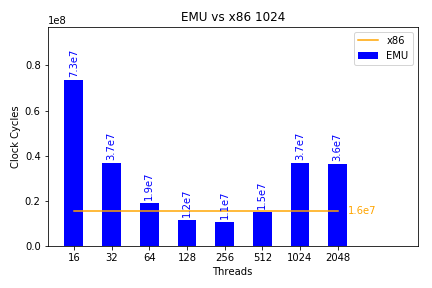 EMU vs x86 1024
1e8
x86
EMU
Clock Cycles
0.8
0.6
0.4
0.2
0.0
7.3e7
3.7e7
1.9e7
1.2e7
1.1e7
1.5e7
3.7e7
3.6e7
1.6e7
16 32 64 128 256 512 1024 2048
Threads